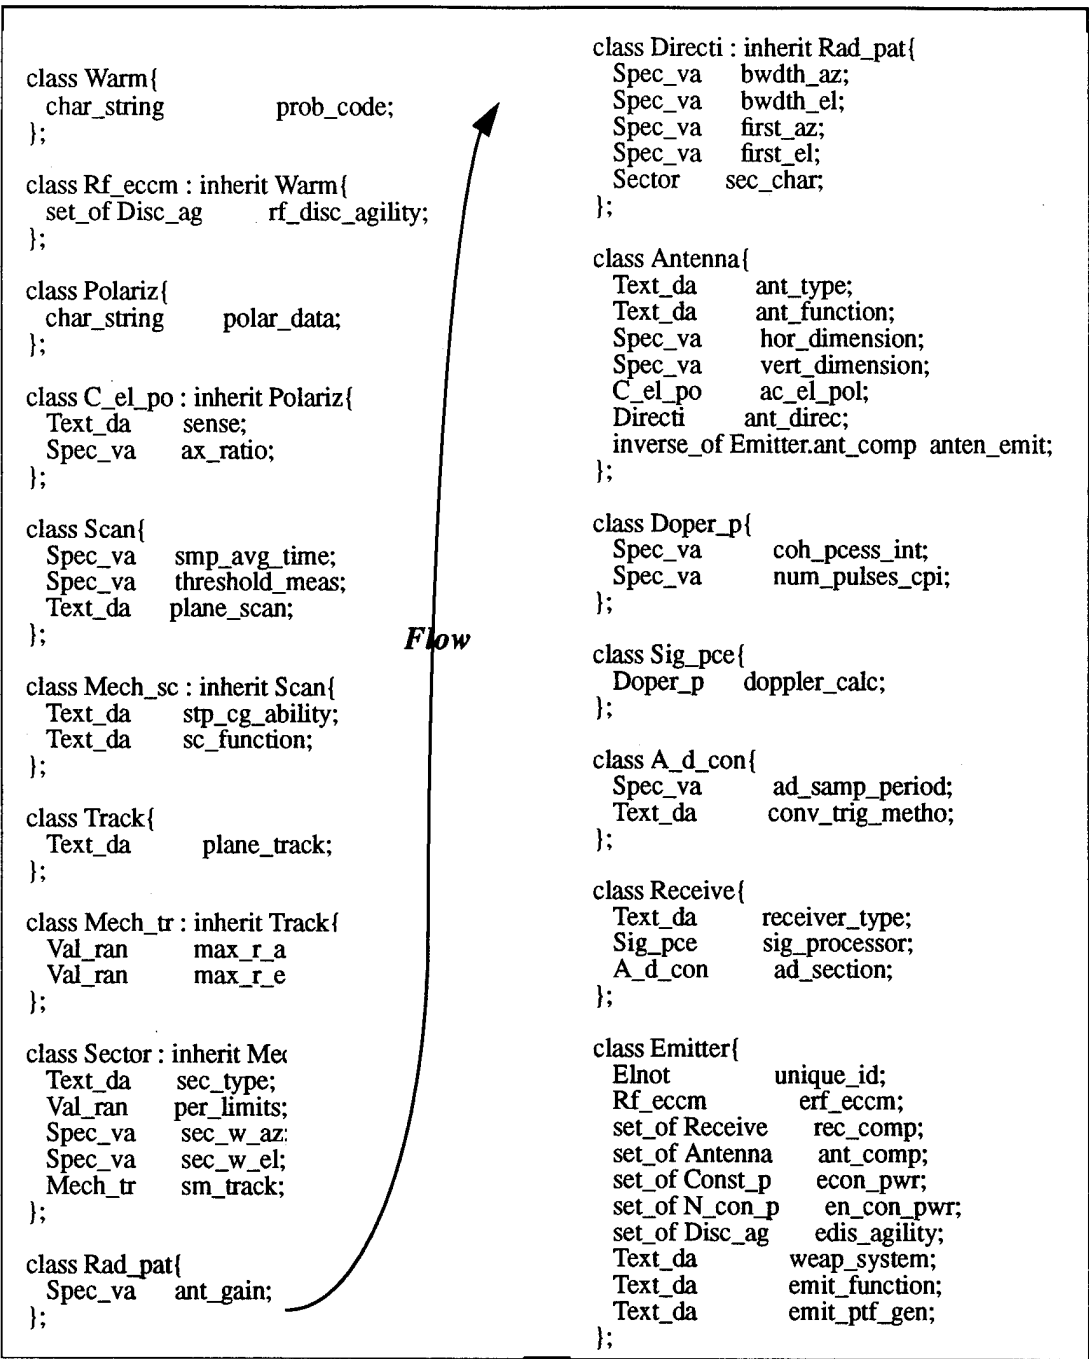 class Warm{
char_string prob_code;
};
class Rf_eccm : inherit Warm{
set_of Disc_ag rf_disc_agility;
};
class Polariz{
char_string polar_data;
};
class C_el_po : inherit Polariz{
Text_da sense;
Spec_va ax_ratio;
};
class Scan{
Spec_va smp_avg_time;
Spec_va threshold_meas;
Text_da plane_scan;
};
class Mech_sc : inherit Scan{
Text_da stp_cg_ability;
Text_da sc_function;
};
class Track{
Text_da plane_track;
};
class Mech_tr : inherit Track{
Val_ran max_r_a
Val_ran max_r_e
};
class Sector : inherit Mec
Text_da sec_type;
Val_ran per_limits;
Spec_va sec_w_az;
Spec_va sec_w_el;
Mech_tr sm_track;
};
class Rad_pat{
Spec_va ant_gain;
};
Flow
class Directi : inherit Rad_pat{
Spec_va bwdth_az;
Spec_va bwdth_el;
Spec_va first_az;
Spec_va first_el;
Sector sec_char;
};
class Antenna{
Text_da ant_type;
Text_da ant_function;
Spec_va hor_dimension;
Spec_va vert_dimension;
C_el_po ac_el_pol;
Directi ant_direc;
inverse_of Emitter.ant_comp anten_emit;
};
class Doper_p{
Spec_va coh_pcess_int;
Spec_va num_pulses_cpi;
};
class Sig_pce{
Doper_p doppler_calc;
};
class A_d_con{
Spec_va ad_samp_period;
Text_da conv_trig_metho;
};
class Receive{
Text_da receiver_type;
Sig_pce sig_processor;
A_d_con ad_section;
};
class Emitter{
Elnot unique_id;
Rf_eccm erf_eccm;
set_of Receive rec_comp;
set_of Antenna ant_comp;
set_of Const_p econ_pwr;
set_of N_con_p en_con_pwr;
set_of Disc_ag edis_agility;
Text_da weap_system;
Text_da emit_function;
Text_da emit_ptf_gen;
};